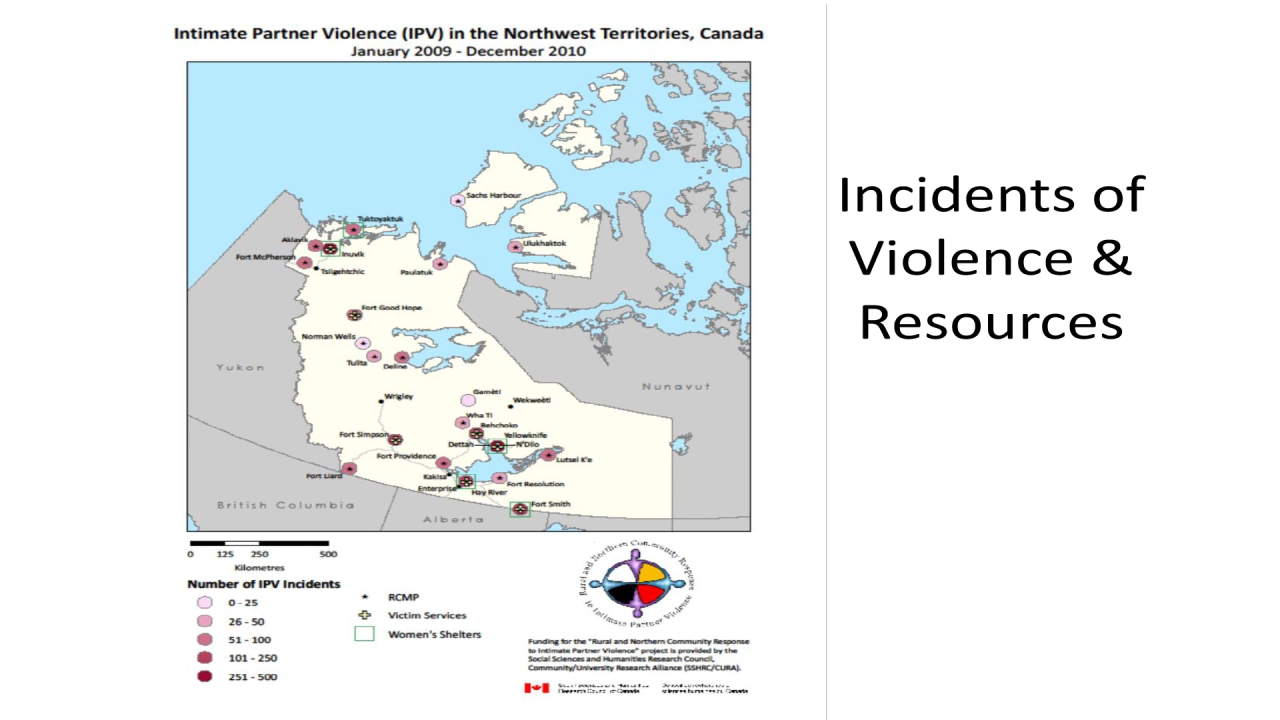 Intimate Partner Violence (IPV) in the Northwest Territories, Canada
January 2009 - December 2010
Sachs Harbour
Tuktoyaktuk
Aklavik
Inuvik
Ulukhaktok
Fort McPherson
Tsiigehtchic
Paulatuk
Fort Good Hope
Norman Wells
Tulita
Deline
Yukon
Nunavut
Wrigley
Gamèti
Wekweètì
Wha Ti
Behchoko
Fort Simpson
Yellowknife
Dettah
N'Dilo
Fort Providence
Lutsel K'e
Fort Liard
Kakisa
Fort Resolution
Enterprise
Hay River
Fort Smith
British Columbia
Alberta
0 125 250 500
Kilometres
Number of IPV Incidents
0 - 25
26 - 50
51 - 100
101 - 250
251 - 500
RCMP
Victim Services
Women's Shelters
Rural and Northern Community Response
to Intimate Partner Violence
Funding for the "Rural and Northern Community Response
to Intimate Partner Violence" project is provided by the
Social Sciences and Humanities Research Council,
Community/University Research Alliance (SSHRC/CURA).
Incidents of
Violence &
Resources